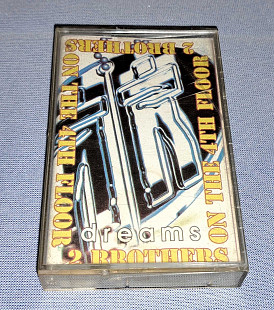 2 BROTHERS
ON THE 4TH FLOOR
dreams
2 BROTHERS
ON THE 4TH FLOOR